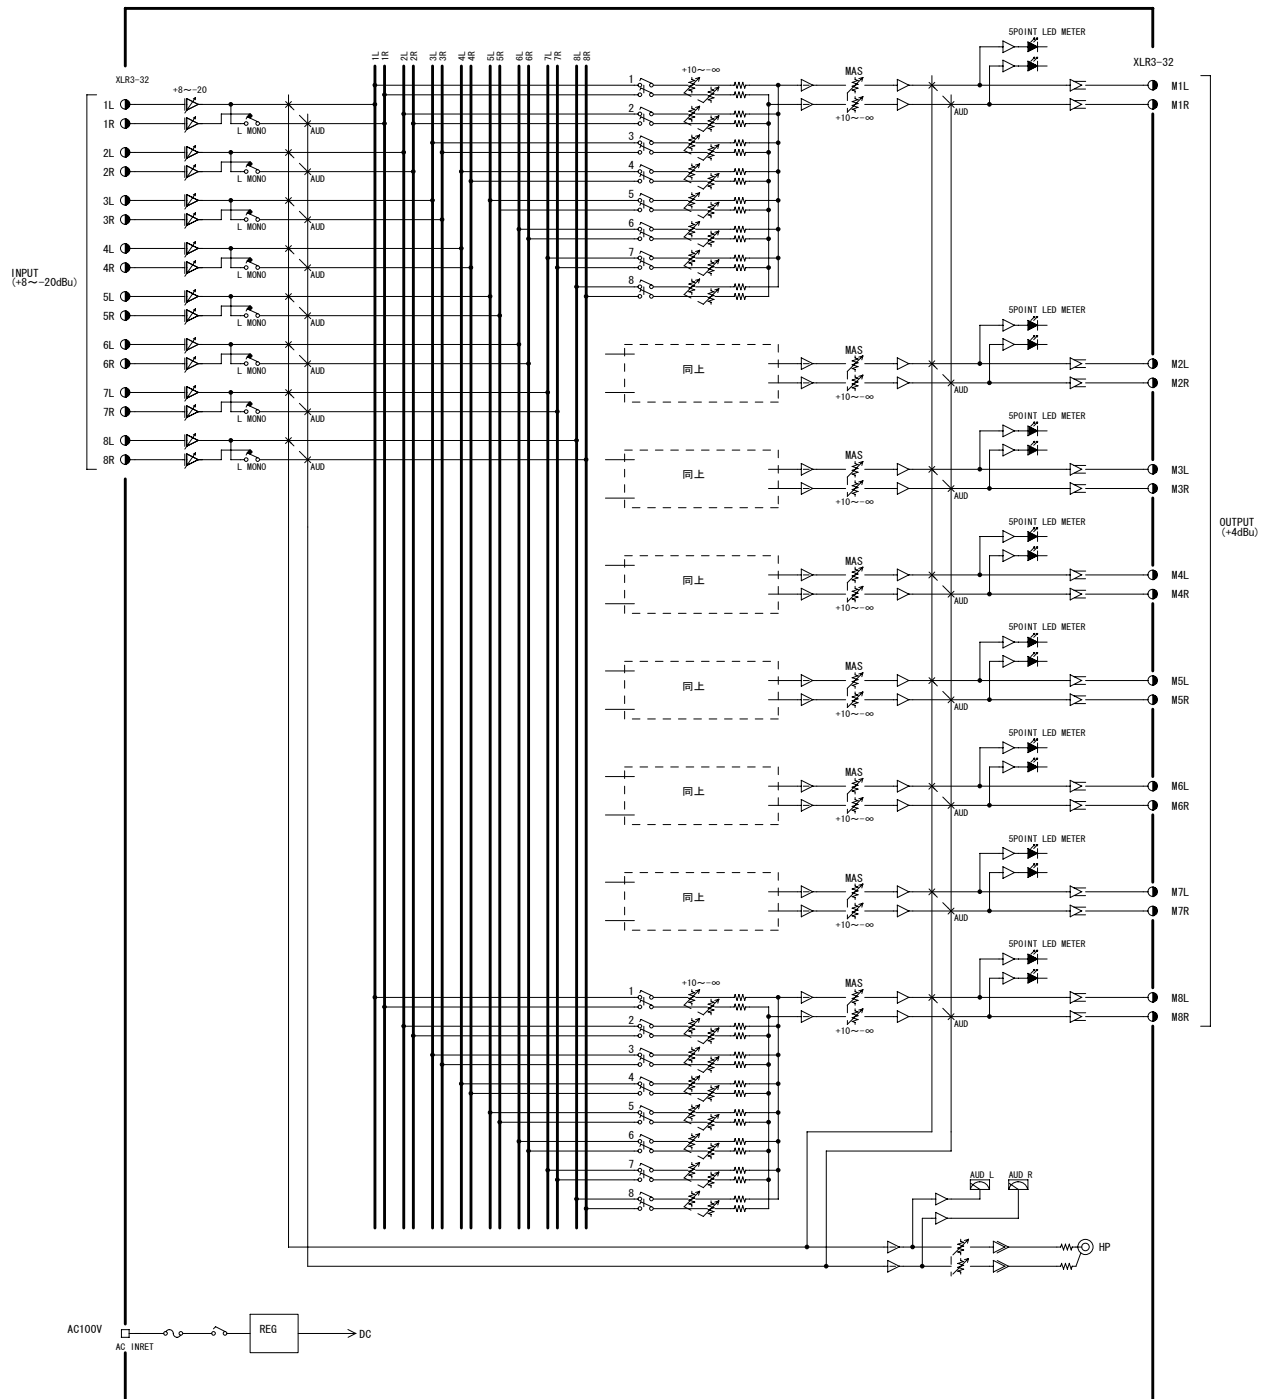 1L
1R
2L
2R
3L
3R
4L
4R
5L
5R
6L
6R
7L
7R
8L
8R
5POINT LED METER
XLR3-32
XLR3-32
+8～-20
1
+10～-∞
MAS
M1L
1L
M1R
1R
L MONO
AUD
2
+10～-∞
AUD
3
2L
2R
L MONO
AUD
4
3L
5
3R
L MONO
AUD
6
4L
7
4R
L MONO
AUD
8
INPUT
(+8～-20dBu)
5L
5R
L MONO
AUD
5POINT LED METER
6L
6R
L MONO
AUD
同上
MAS
M2L
M2R
+10～-∞
AUD
7L
7R
L MONO
AUD
5POINT LED METER
8L
8R
L MONO
AUD
同上
MAS
M3L
M3R
+10～-∞
AUD
5POINT LED METER
OUTPUT
(+4dBu)
同上
MAS
M4L
M4R
+10～-∞
AUD
5POINT LED METER
同上
MAS
M5L
M5R
+10～-∞
AUD
5POINT LED METER
同上
MAS
M6L
M6R
+10～-∞
AUD
5POINT LED METER
同上
MAS
M7L
M7R
+10～-∞
AUD
5POINT LED METER
1
+10～-∞
MAS
M8L
M8R
2
+10～-∞
AUD
3
4
5
6
7
8
AUD L
AUD R
HP
AC100V
AC INRET
REG
DC